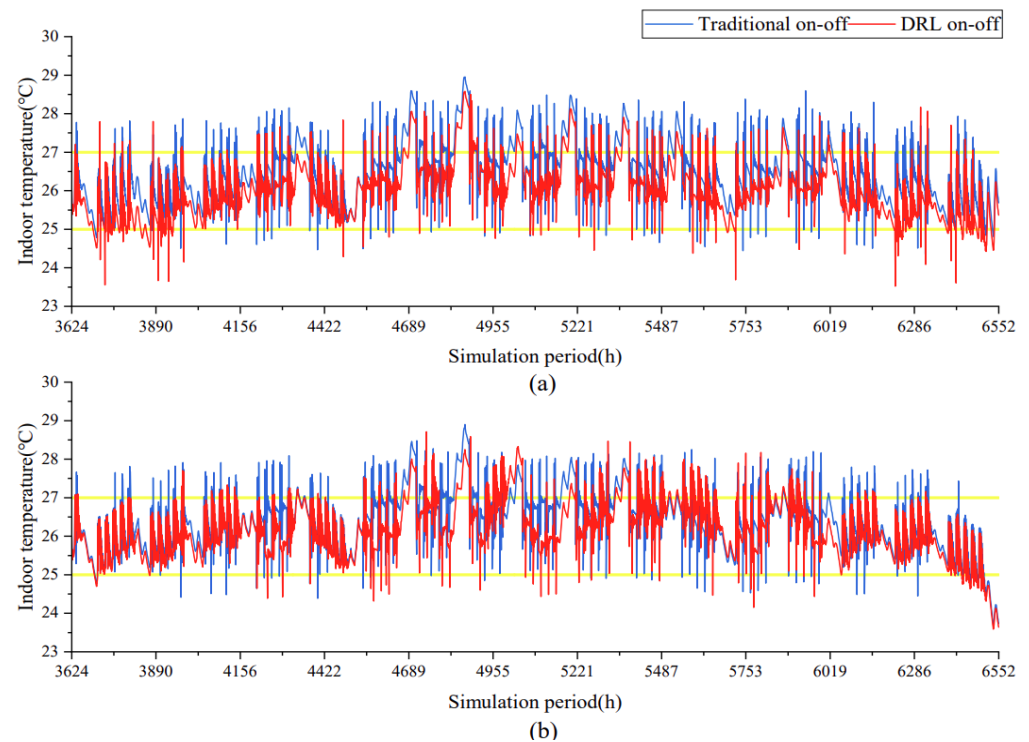 Traditional on-off DRL on-off
30
29
28
27
26
25
24
23
Indoor temperature(°C)
3624 3890 4156 4422 4689 4955 5221 5487 5753 6019 6286 6552
Simulation period(h)
(a)
30
29
28
27
26
25
24
23
Indoor temperature(°C)
3624 3890 4156 4422 4689 4955 5221 5487 5753 6019 6286 6552
Simulation period(h)
(b)